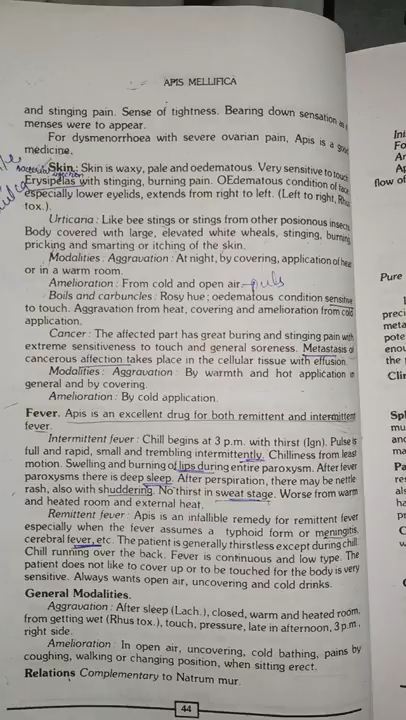 APIS MELLIFICA
and stinging pain. Sense of tightness. Bearing down sensation as if
menses were to appear.
For dysmenorrhoea with severe ovarian pain, Apis is a good
medicine.
Skin : Skin is waxy, pale and oedematous. Very sensitive to touch.
Erysipelas with stinging, burning pain. OEdematous condition of face
especially lower eyelids, extends from right to left. (Left to right, Rhus
tox.)
Urticaria : Like bee stings or stings from other posionous insects.
Body covered with large, elevated white wheals, stinging, burning
pricking and smarting or itching of the skin.
Modalities : Aggravation : At night, by covering, application of heat
or in a warm room.
Amelioration : From cold and open air. puls
Boils and carbuncles : Rosy hue; oedematous condition sensitive
to touch. Aggravation from heat, covering and amelioration from cold
application.
Cancer : The affected part has great buring and stinging pain with
extreme sensitiveness to touch and general soreness. Metastasis of
cancerous affection takes place in the cellular tissue with effusion.
Modalities : Aggravation : By warmth and hot application in
general and by covering.
Amelioration : By cold application.
Fever. Apis is an excellent drug for both remittent and intermittent
fever.
Intermittent fever : Chill begins at 3 p.m. with thirst (Ign). Pulse is
full and rapid, small and trembling intermittently. Chilliness from least
motion. Swelling and burning of lips during entire paroxysm. After fever
paroxysms there is deep sleep. After perspiration, there may be nettle
rash, also with shuddering. No thirst in sweat stage. Worse from warm
and heated room and external heat.
Remittent fever : Apis is an infallible remedy for remittent fever
especially when the fever assumes a typhoid form or meningitis,
cerebral fever, etc. The patient is generally thirstless except during chill.
Chill running over the back. Fever is continuous and low type. The
patient does not like to cover up or to be touched for the body is very
sensitive. Always wants open air, uncovering and cold drinks.
General Modalities.
Aggravation : After sleep (Lach.), closed, warm and heated room,
from getting wet (Rhus tox.), touch, pressure, late in afternoon, 3 p.m.,
right side.
Amelioration : In open air, uncovering, cold bathing, pains by
coughing, walking or changing position, when sitting erect.
Relations Complementary to Natrum mur.
44
flow of
Pure
preci
meta
pote
enou
the
Clin
Spl
mu
and
ma
Pa